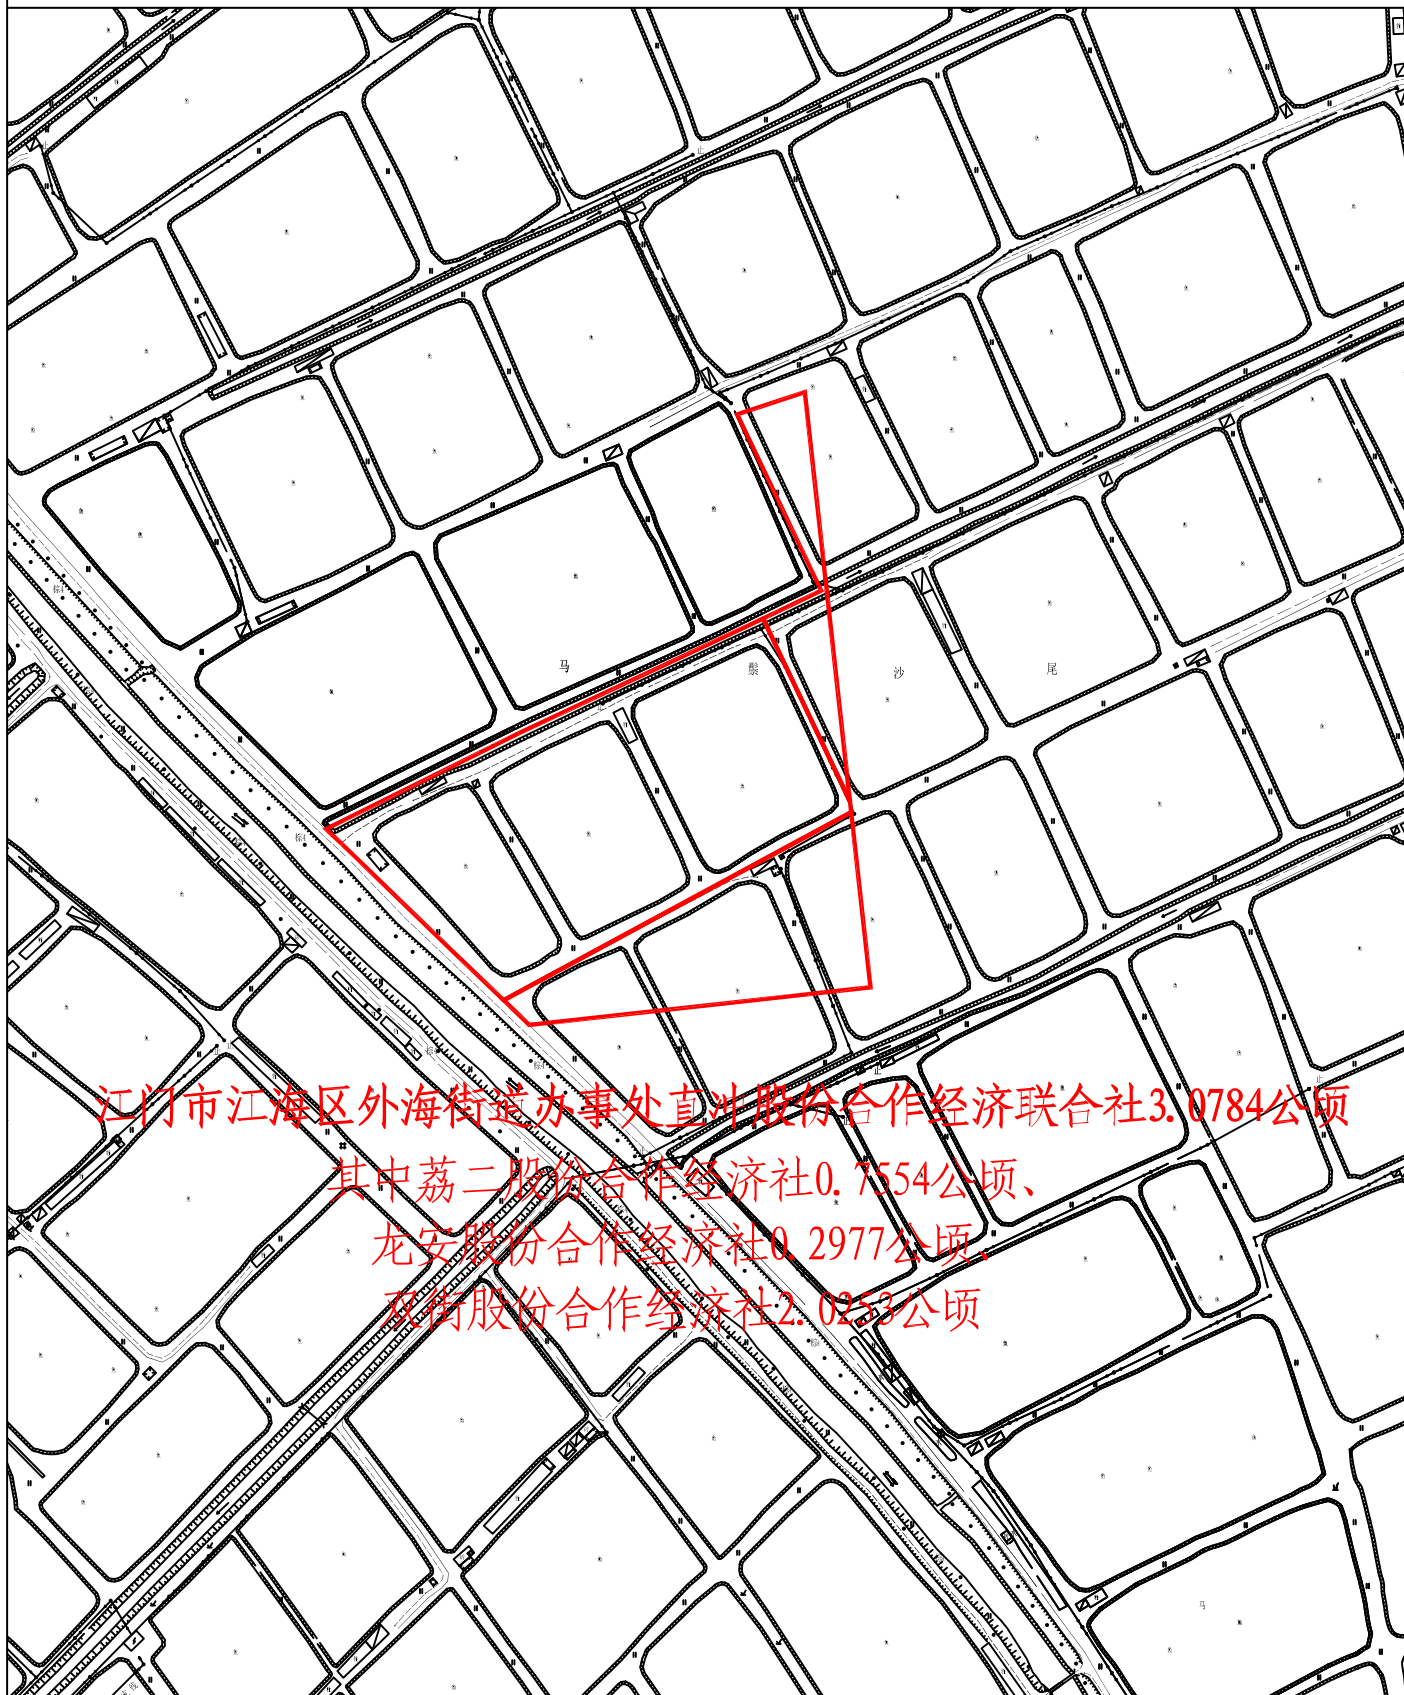 马 鬃 沙 尾
江门市江海区外海街道办事处直冲股份合作经济联合社3.0784公顷
其中荔二股份合作经济社0.7554公顷、
龙安股份合作经济社0.2977公顷、
双街股份合作经济社2.0253公顷
马